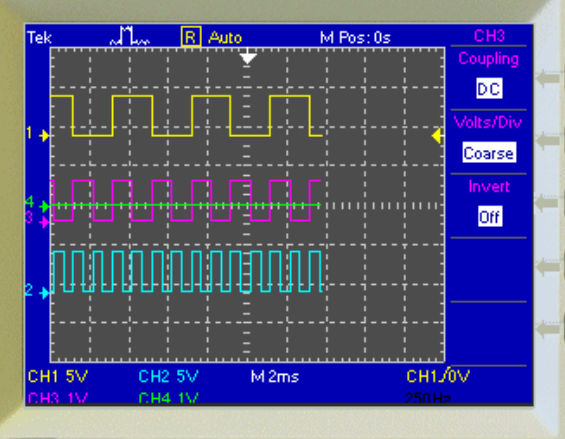 Tek R Auto M Pos: 0s CH3
Coupling
DC
Volts/Div
Coarse
Invert
Off
1
4
3
2
CH1 5V CH2 5V M 2ms CH1 / 0V
CH3 1V CH4 1V 250Hz